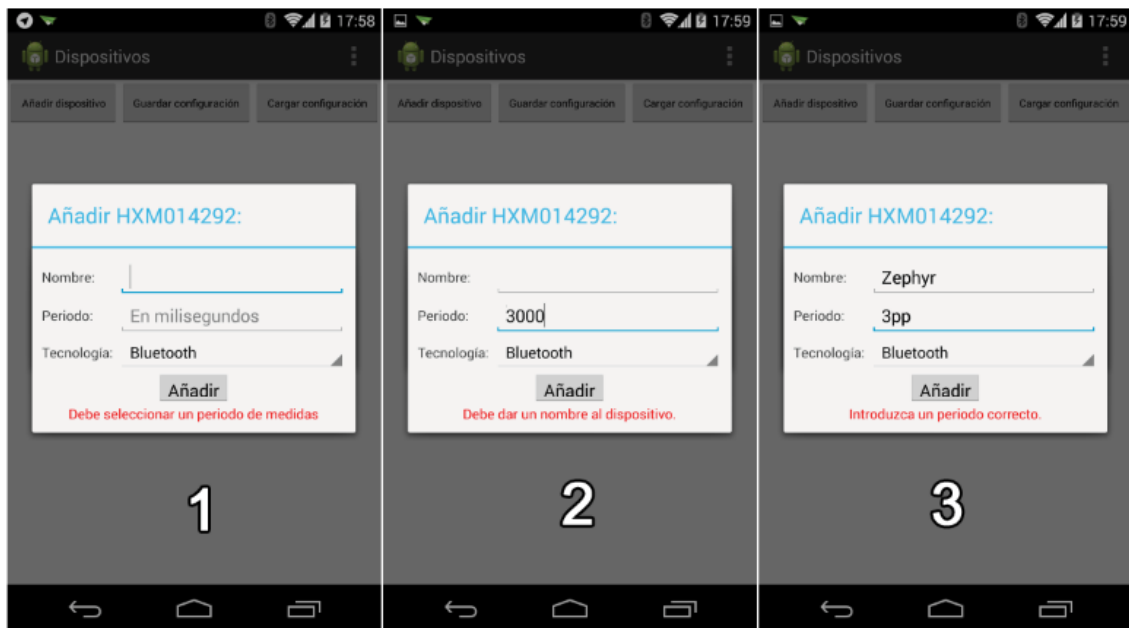 17:58
Dispositivos
Añadir dispositivo Guardar configuración Cargar configuración
Añadir HXM014292:
Nombre:
Periodo: En milisegundos
Tecnología: Bluetooth
Añadir
Debe seleccionar un periodo de medidas
1
17:59
Dispositivos
Añadir dispositivo Guardar configuración Cargar configuración
Añadir HXM014292:
Nombre:
Periodo: 3000
Tecnología: Bluetooth
Añadir
Debe dar un nombre al dispositivo.
2
17:59
Dispositivos
Añadir dispositivo Guardar configuración Cargar configuración
Añadir HXM014292:
Nombre: Zephyr
Periodo: 3pp
Tecnología: Bluetooth
Añadir
Introduzca un periodo correcto.
3